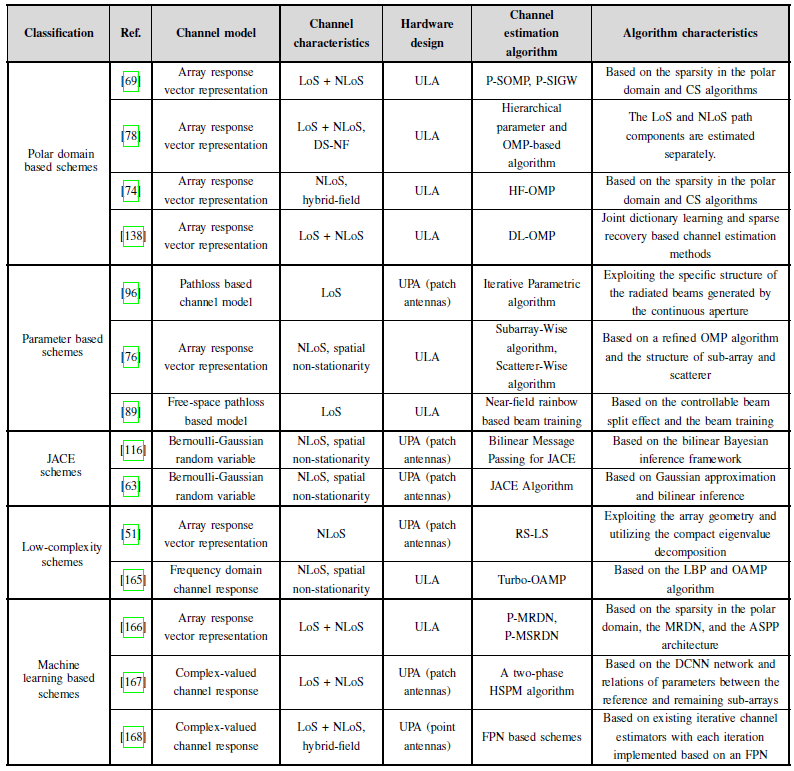 Classification Ref. Channel model Channel characteristics Hardware design Channel estimation algorithm Algorithm characteristics
Polar domain based schemes
[69] Array response vector representation LoS + NLoS ULA P-SOMP, P-SIGW Based on the sparsity in the polar domain and CS algorithms
[78] Array response vector representation LoS + NLoS, DS-NF ULA Hierarchical parameter and OMP-based algorithm The LoS and NLoS path components are estimated separately.
[74] Array response vector representation NLoS, hybrid-field ULA HF-OMP Based on the sparsity in the polar domain and CS algorithms
[138] Array response vector representation LoS + NLoS ULA DL-OMP Joint dictionary learning and sparse recovery based channel estimation methods
Parameter based schemes
[96] Pathloss based channel model LoS UPA (patch antennas) Iterative Parametric algorithm Exploiting the specific structure of the radiated beams generated by the continuous aperture
[76] Array response vector representation NLoS, spatial non-stationarity ULA Subarray-Wise algorithm, Scatterer-Wise algorithm Based on a refined OMP algorithm and the structure of sub-array and scatterer
[89] Free-space pathloss based model LoS ULA Near-field rainbow based beam training Based on the controllable beam split effect and the beam training
JACE schemes
[116] Bernoulli-Gaussian random variable NLoS, spatial non-stationarity UPA (patch antennas) Bilinear Message Passing for JACE Based on the bilinear Bayesian inference framework
[63] Bernoulli-Gaussian random variable NLoS, spatial non-stationarity UPA (patch antennas) JACE Algorithm Based on Gaussian approximation and bilinear inference
Low-complexity schemes
[51] Array response vector representation NLoS UPA (patch antennas) RS-LS Exploiting the array geometry and utilizing the compact eigenvalue decomposition
[165] Frequency domain channel response NLoS, spatial non-stationarity ULA Turbo-OAMP Based on the LBP and OAMP algorithm
Machine learning based schemes
[166] Array response vector representation LoS + NLoS ULA P-MRDN, P-MSRDN Based on the sparsity in the polar domain, the MRDN, and the ASPP architecture
[167] Complex-valued channel response LoS + NLoS UPA (patch antennas) A two-phase HSPM algorithm Based on the DCNN network and relations of parameters between the reference and remaining sub-arrays
[168] Complex-valued channel response LoS + NLoS, hybrid-field UPA (point antennas) FPN based schemes Based on existing iterative channel estimators with each iteration implemented based on an FPN